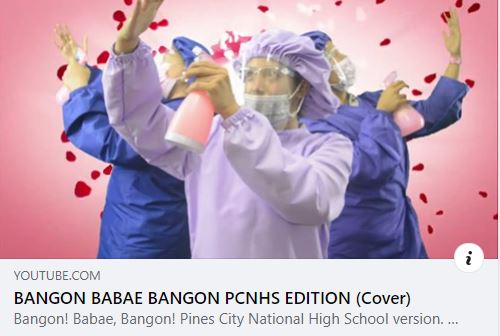 YOUTUBE.COM
BANGON BABAE BANGON PCNHS EDITION (Cover)
Bangon! Babae, Bangon! Pines City National High School version. ...